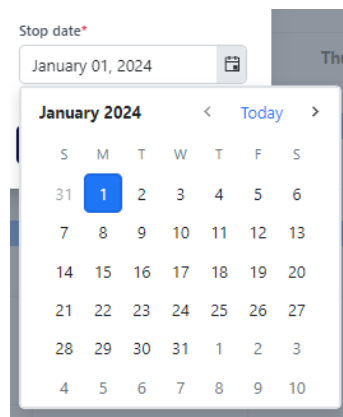 Stop date*
January 01, 2024
Thu
January 2024 < Today >
S M T W T F S
31 1 2 3 4 5 6
7 8 9 10 11 12 13
14 15 16 17 18 19 20
21 22 23 24 25 26 27
28 29 30 31 1 2 3
4 5 6 7 8 9 10